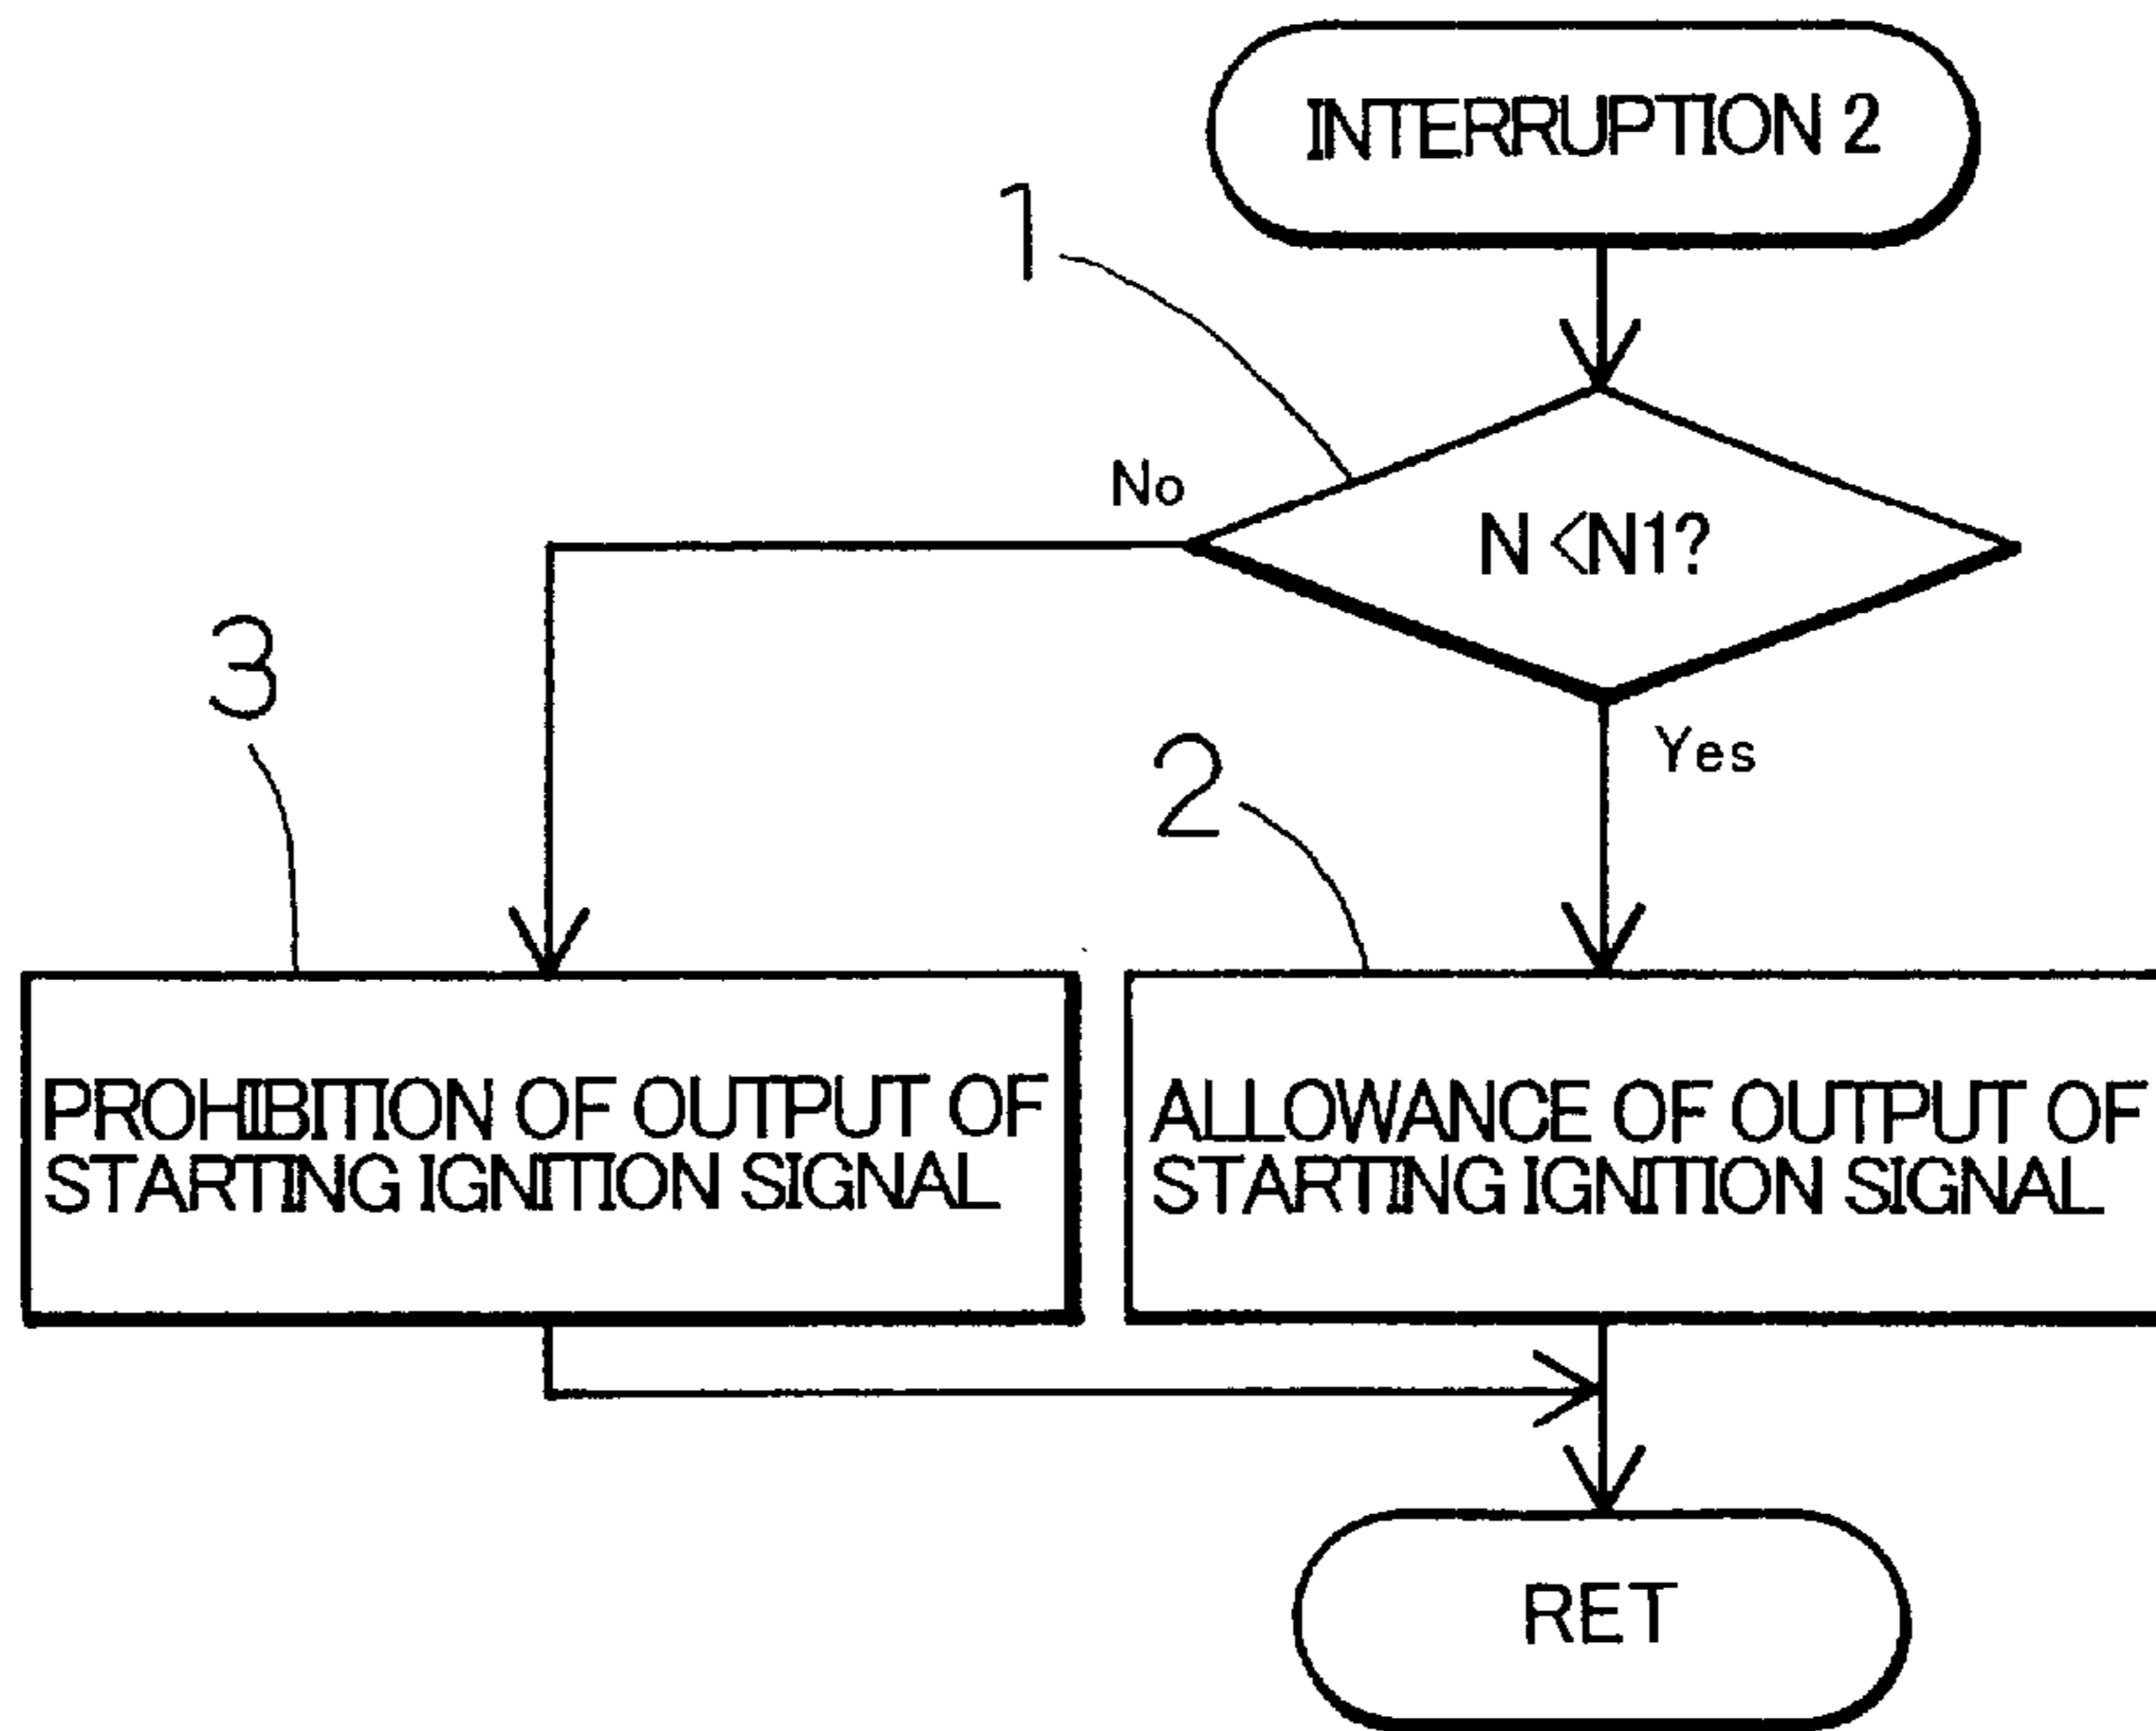 INTERRUPTION 2
1
No
N<N1?
3
2
Yes
PROHIBITION OF OUTPUT OF
STARTING IGNITION SIGNAL
ALLOWANCE OF OUTPUT OF
STARTING IGNITION SIGNAL
RET